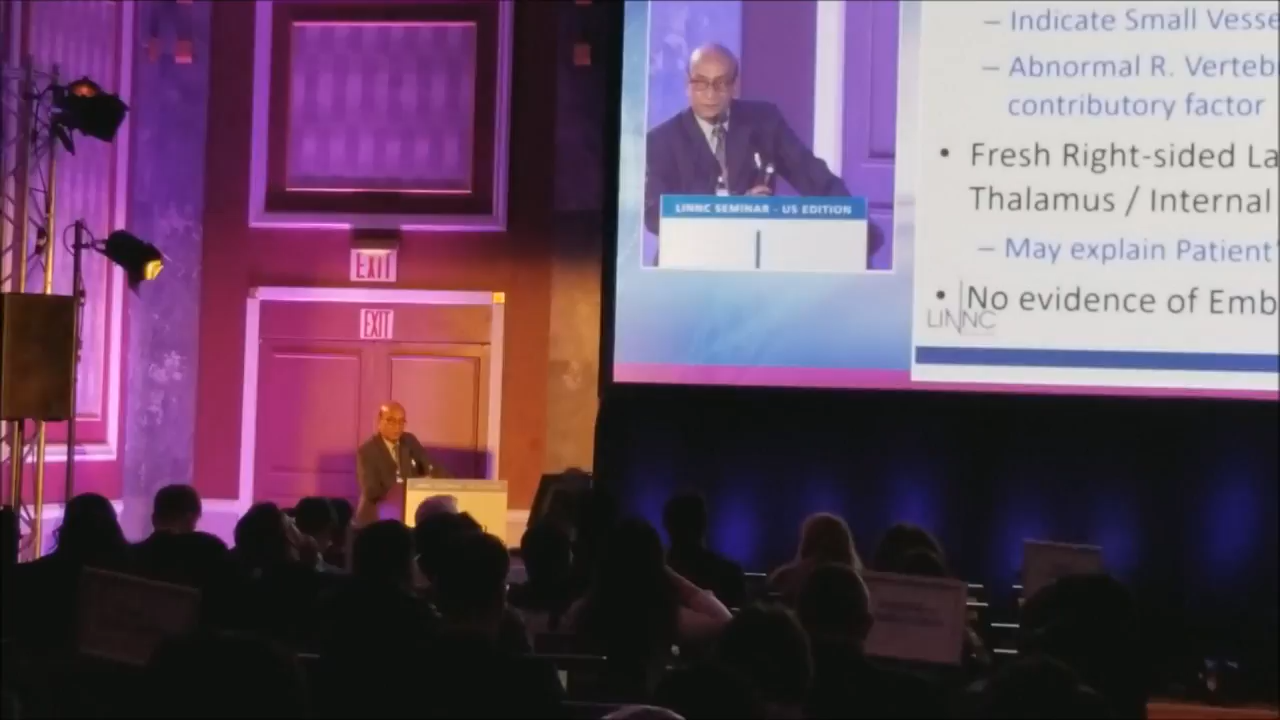 – Indicate Small Vesse
– Abnormal R. Verteb
contributory factor
• Fresh Right-sided La
Thalamus / Internal
– May explain Patient'
• No evidence of Emb
LINNC
LINNC SEMINAR - US EDITION
EXIT
EXIT